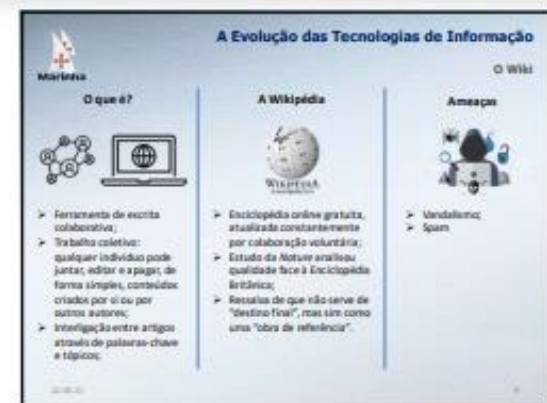 A Evolução das Tecnologias de Informação
Marinha
O Wiki
O que é?
➤ Ferramenta de escrita
colaborativa;
➤ Trabalho coletivo:
qualquer individuo pode
juntar, editar e apagar, de
forma simples, conteúdos
criados por si ou por
outros autores;
➤ Interligação entre artigos
através de palavras-chave
e tópicos;
A Wikipédia
WIKIPÉDIA
➤ Enciclopédia online gratuita,
atualizada constantemente
por colaboração voluntária;
➤ Estudo da Nature analisou
qualidade face à Enciclopédia
Britânica;
➤ Ressalva de que não serve de
"destino final", mas sim como
uma "obra de referência".
Ameaças
➤ Vandalismo;
➤ Spam